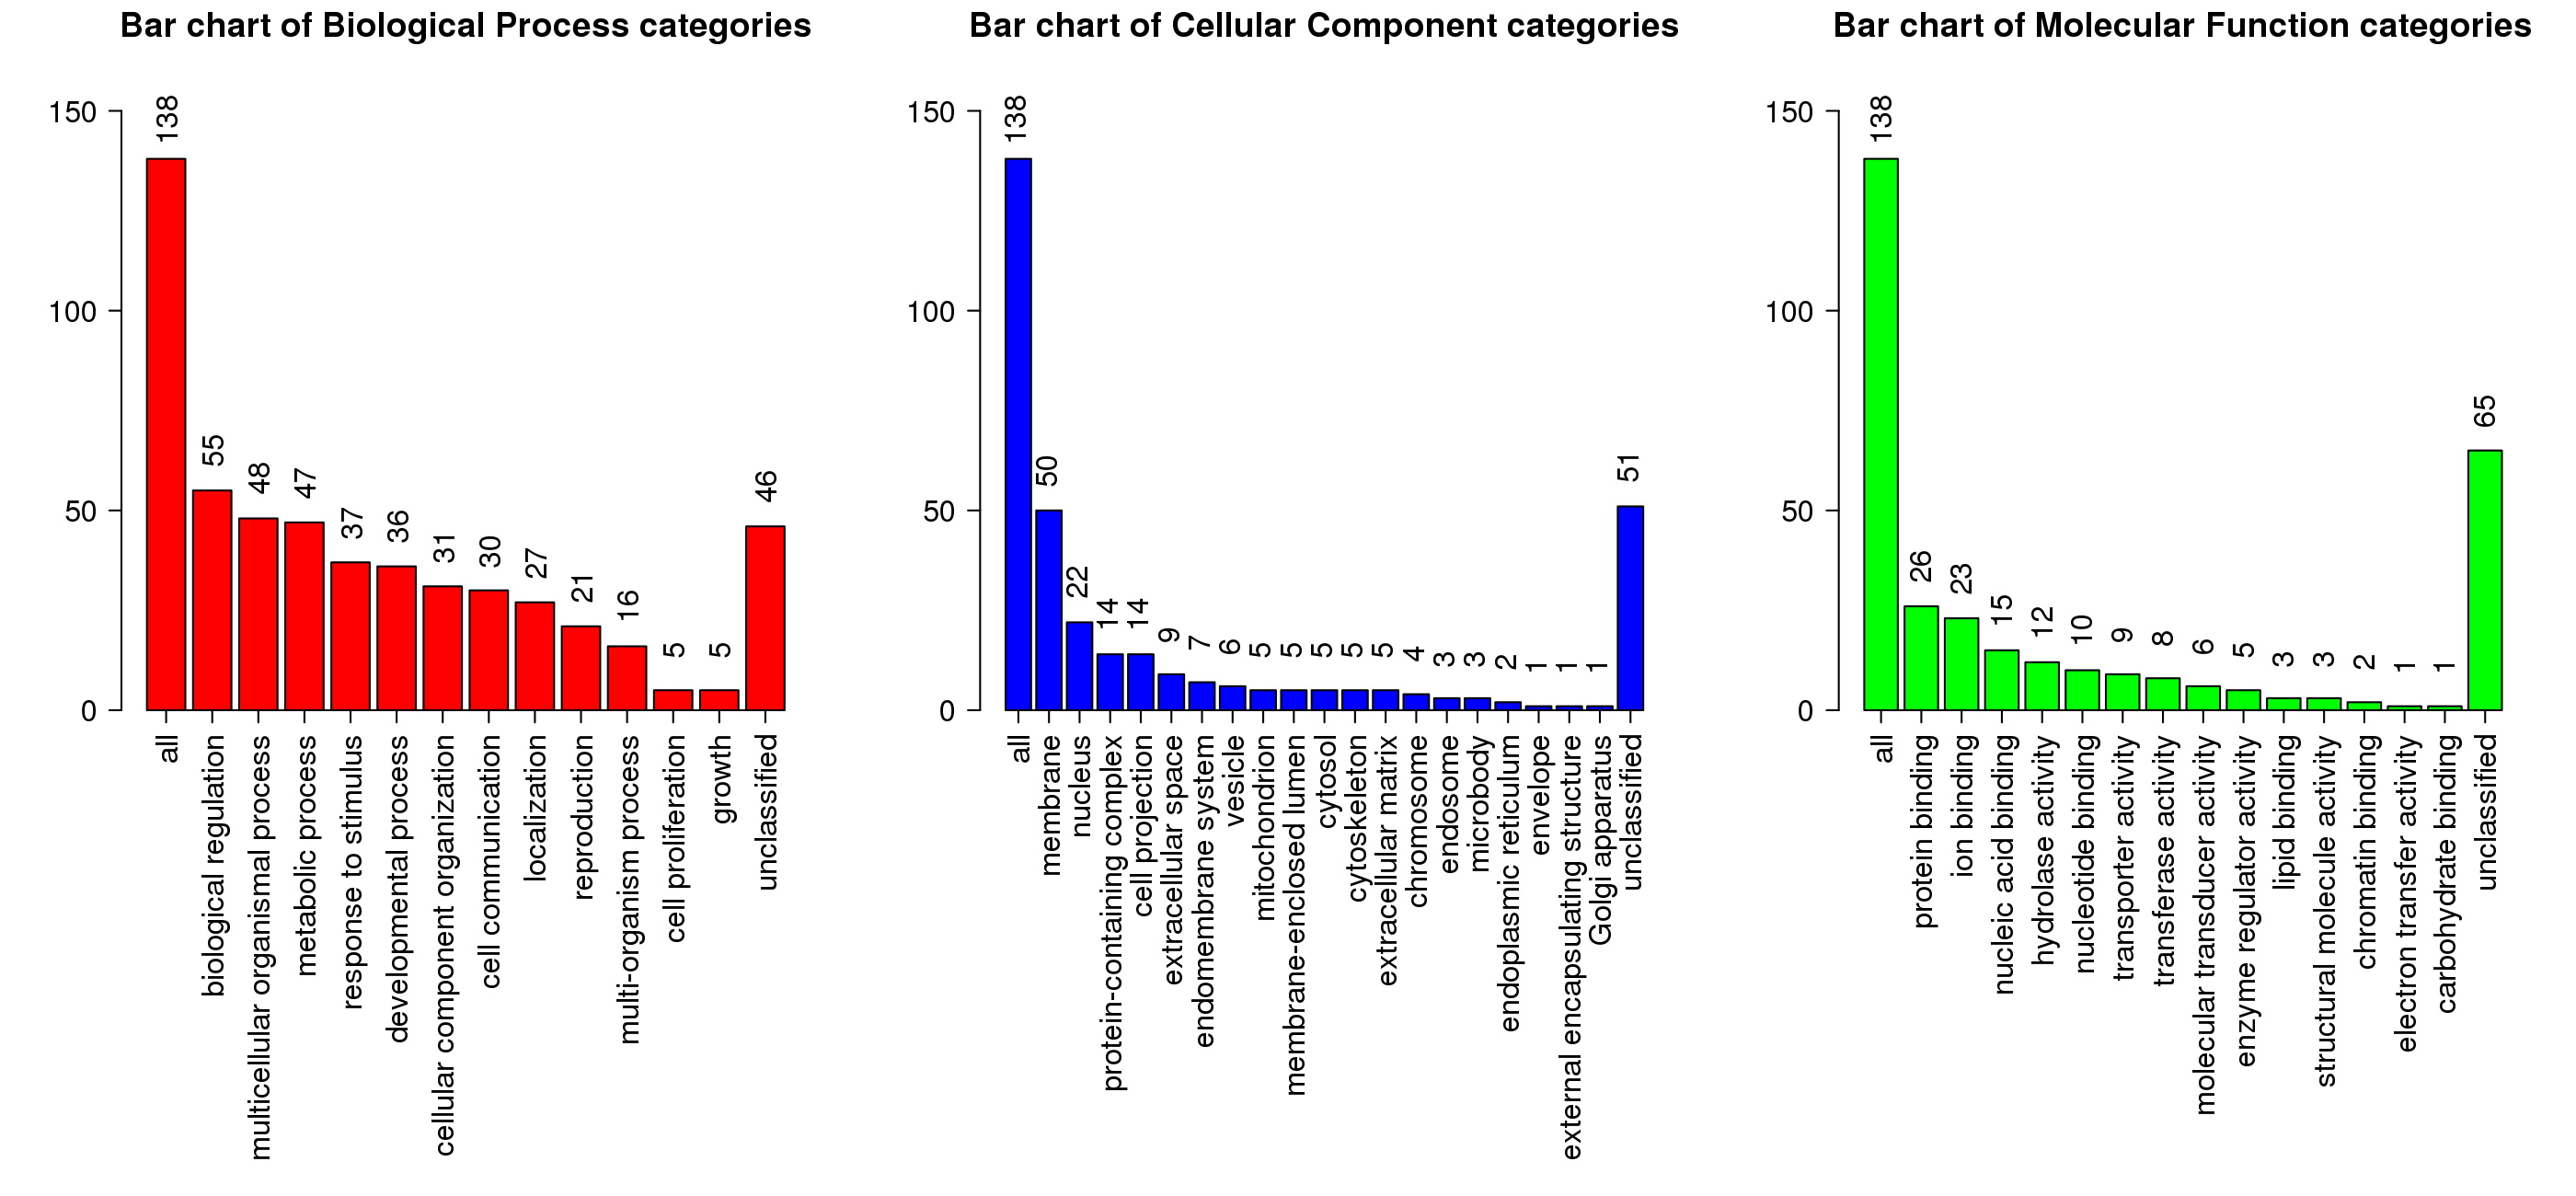 Bar chart of Biological Process categories
150
100
50
0
138
55
48
47
37
36
31
30
27
21
16
5
5
46
all
biological regulation
multicellular organismal process
metabolic process
response to stimulus
developmental process
cellular component organization
cell communication
localization
reproduction
multi-organism process
cell proliferation
growth
unclassified
Bar chart of Cellular Component categories
150
100
50
0
138
50
22
14
14
9
7
6
5
5
5
5
5
4
3
3
2
1
1
1
51
all
membrane
nucleus
protein-containing complex
cell projection
extracellular space
endomembrane system
vesicle
mitochondrion
membrane-enclosed lumen
cytosol
cytoskeleton
extracellular matrix
chromosome
endosome
microbody
endoplasmic reticulum
envelope
external encapsulating structure
Golgi apparatus
unclassified
Bar chart of Molecular Function categories
150
100
50
0
138
26
23
15
12
10
9
8
6
5
3
3
2
1
1
65
all
protein binding
ion binding
nucleic acid binding
hydrolase activity
nucleotide binding
transporter activity
transferase activity
molecular transducer activity
enzyme regulator activity
lipid binding
structural molecule activity
chromatin binding
electron transfer activity
carbohydrate binding
unclassified